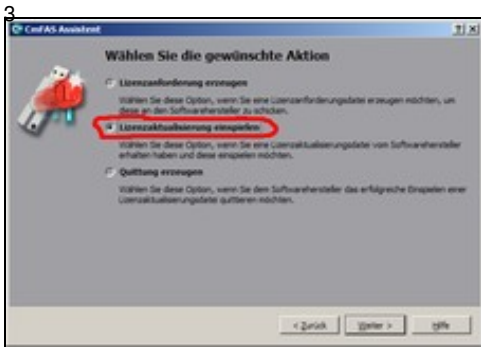 3
CmFAS Assistent
Wählen Sie die gewünschte Aktion
Lizenzanforderung erzeugen
Wählen Sie diese Option, wenn Sie eine Lizenzanforderungsdatei erzeugen möchten, um
diese an den Softwarehersteller zu schicken.
Lizenzaktualisierung einspielen
Wählen Sie diese Option, wenn Sie eine Lizenzaktualisierungsdatei vom Softwarehersteller
erhalten haben und diese einspielen möchten.
Quittung erzeugen
Wählen Sie diese Option, wenn Sie dem Softwarehersteller das erfolgreiche Einspielen einer
Lizenzaktualisierungsdatei quittieren möchten.
< Zurück Weiter > Hilfe